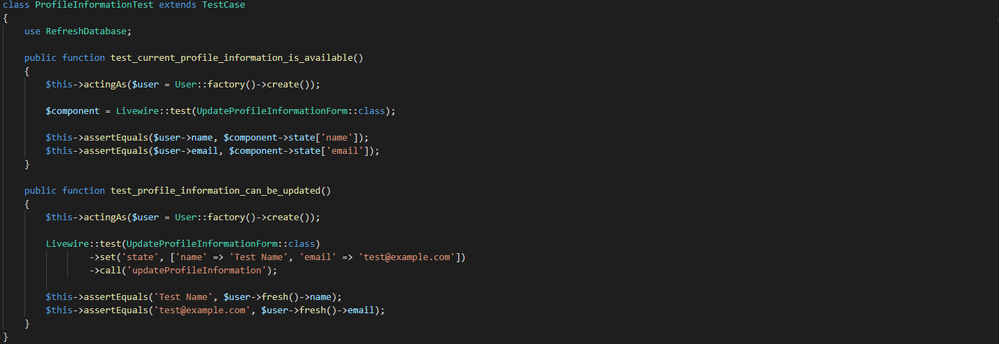 class ProfileInformationTest extends TestCase
{
    use RefreshDatabase;

    public function test_current_profile_information_is_available()
    {
        $this->actingAs($user = User::factory()->create());

        $component = Livewire::test(UpdateProfileInformationForm::class);

        $this->assertEquals($user->name, $component->state['name']);
        $this->assertEquals($user->email, $component->state['email']);
    }

    public function test_profile_information_can_be_updated()
    {
        $this->actingAs($user = User::factory()->create());

        Livewire::test(UpdateProfileInformationForm::class)
                ->set('state', ['name' => 'Test Name', 'email' => 'test@example.com'])
                ->call('updateProfileInformation');

        $this->assertEquals('Test Name', $user->fresh()->name);
        $this->assertEquals('test@example.com', $user->fresh()->email);
    }
}